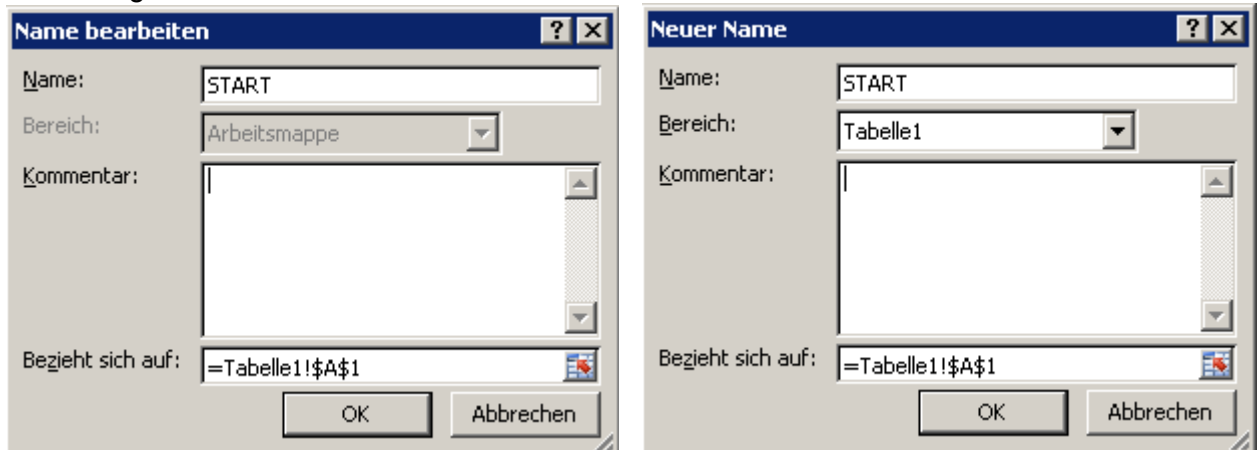 Name bearbeiten
Name:
START
Bereich:
Arbeitsmappe
Kommentar:
Bezieht sich auf:
=Tabelle1!$A$1
OK
Abbrechen
Neuer Name
Name:
START
Bereich:
Tabelle1
Kommentar:
Bezieht sich auf:
=Tabelle1!$A$1
OK
Abbrechen